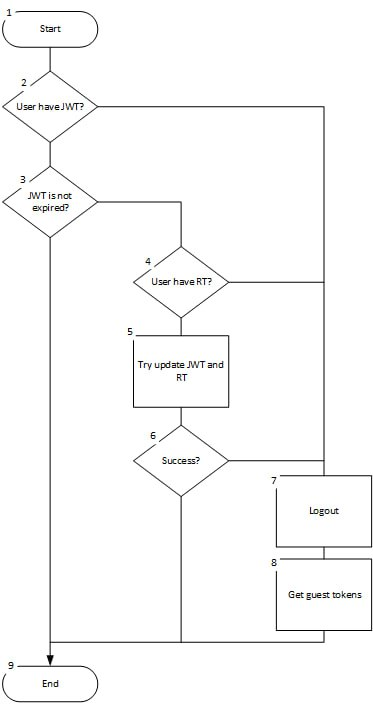 1
Start
2
User have JWT?
3
JWT is not
expired?
4
User have RT?
5
Try update JWT and
RT
6
Success?
7
Logout
8
Get guest tokens
9
End